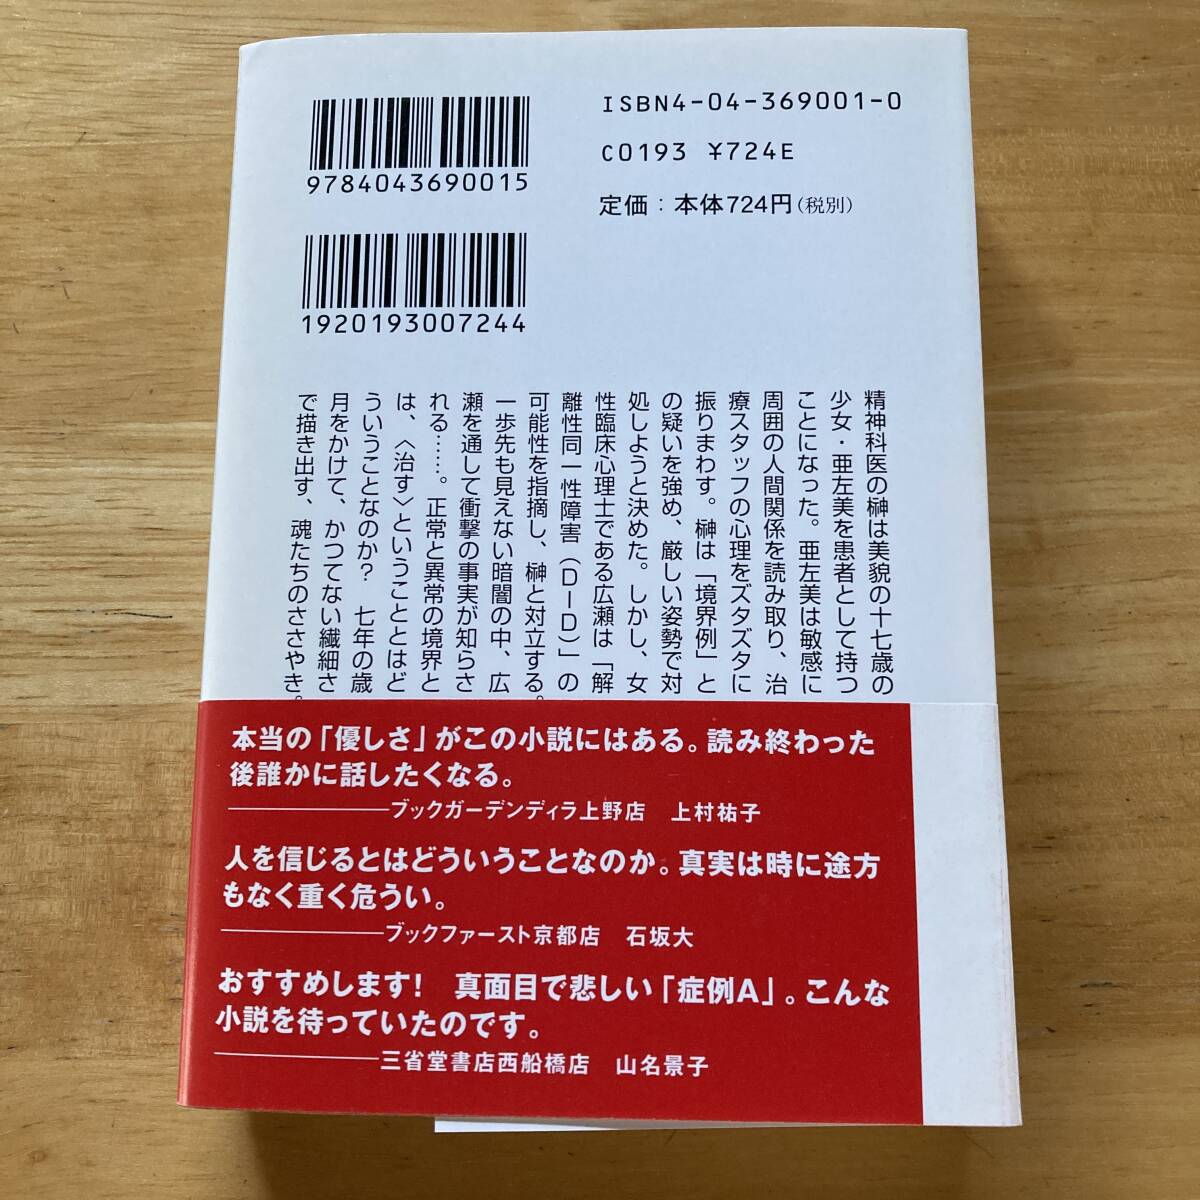 ISBN4-04-369001-0
C0193 ¥724E
定価：本体724円（税別）
9784043690015
1920193007244
精神科医の榊は美貌の十七歳の
少女・亜左美を患者として持つ
ことになった。亜左美は敏感に
周囲の人間関係を読み取り、治
療スタッフの心理をズタズタに
振りまわす。榊は「境界例」と
の疑いを強め、厳しい姿勢で対
処しようと決めた。しかし、女
性臨床心理士である広瀬は「解
離性同一性障害（DID）」の
可能性を指摘し、榊と対立する。
一歩先も見えない暗闇の中、広
瀬を通して衝撃の事実が知らさ
れる……。正常と異常の境界と
は、〈治す〉ということとはど
ういうことなのか？　七年の歳
月をかけて、かつてない繊細さ
で描き出す、魂たちのささやき。
本当の「優しさ」がこの小説にはある。読み終わった
後誰かに話したくなる。
ブックガーデンディラ上野店　上村祐子
人を信じるとはどういうことなのか。真実は時に途方
もなく重く危うい。
ブックファースト京都店　石坂大
おすすめします！　真面目で悲しい「症例A」。こんな
小説を待っていたのです。
三省堂書店西船橋店　山名景子